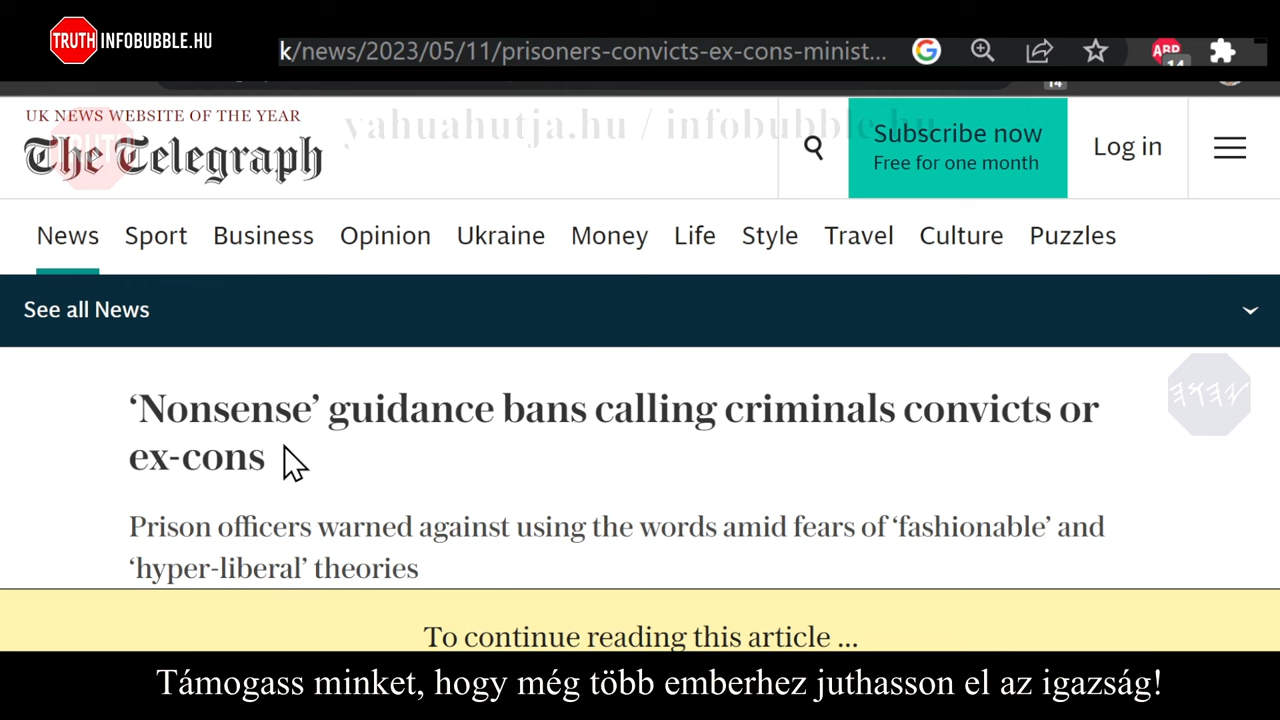 TRUTH INFOBUBBLE.HU
k/news/2023/05/11/prisoners-convicts-ex-cons-minist...
ABP
14
14
UK NEWS WEBSITE OF THE YEAR
yahuahutja.hu / infobubble.hu
The Telegraph
TRUTH
Subscribe now
Free for one month
Log in
News Sport Business Opinion Ukraine Money Life Style Travel Culture Puzzles
See all News
‘Nonsense’ guidance bans calling criminals convicts or
ex-cons
Prison officers warned against using the words amid fears of ‘fashionable’ and
‘hyper-liberal’ theories
To continue reading this article ...
Támogass minket, hogy még több emberhez juthasson el az igazság!